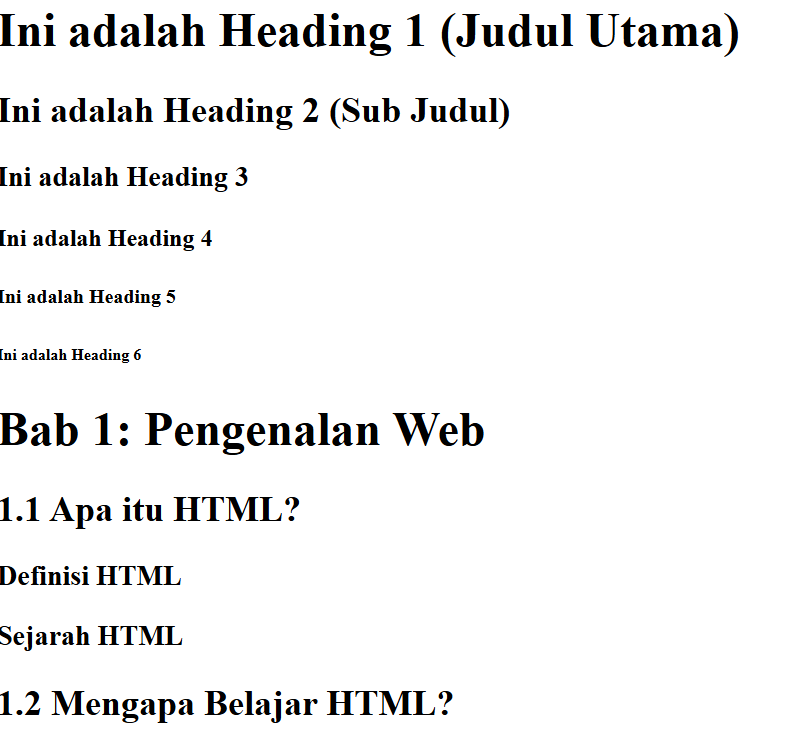 Ini adalah Heading 1 (Judul Utama)
Ini adalah Heading 2 (Sub Judul)
Ini adalah Heading 3
Ini adalah Heading 4
Ini adalah Heading 5
Ini adalah Heading 6
Bab 1: Pengenalan Web
1.1 Apa itu HTML?
Definisi HTML
Sejarah HTML
1.2 Mengapa Belajar HTML?